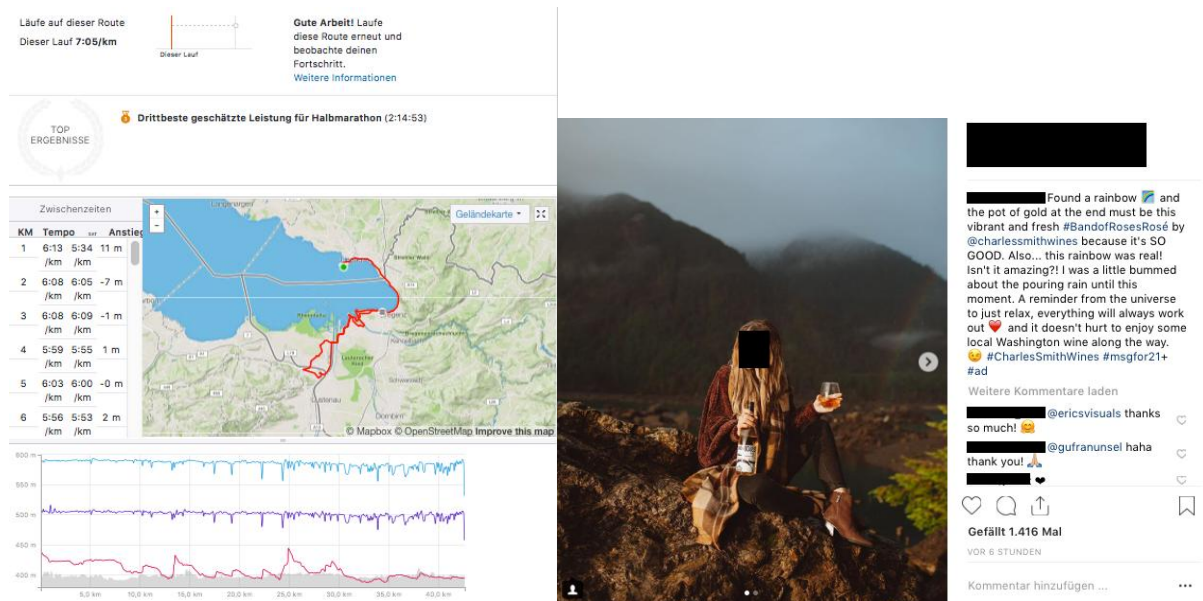 Läufe auf dieser Route
Dieser Lauf 7:05/km
Dieser Lauf
Gute Arbeit! Laufe
diese Route erneut und
beobachte deinen
Fortschritt.
Weitere Informationen
TOP
ERGEBNISSE
Drittbeste geschätzte Leistung für Halbmarathon (2:14:53)
Zwischenzeiten
KM Tempo Anstieg
1 6:13 5:34 11 m
/km /km
2 6:08 6:05 -7 m
/km /km
3 6:08 6:09 -1 m
/km /km
4 5:59 5:55 1 m
/km /km
5 6:03 6:00 -0 m
/km /km
6 5:56 5:53 2 m
/km /km
+
-
Langenargen
Geländekarte
Lustenau
Dornbirn
© Mapbox © OpenStreetMap Improve this map
600 m
550 m
500 m
400 m
5,0 km 10,0 km 15,0 km 20,0 km 25,0 km 30,0 km 35,0 km 40,0 km
Found a rainbow 🌈 and
the pot of gold at the end must be this
vibrant and fresh #BandofRosesRosé by
@charlessmithwines because it's SO
GOOD. Also... this rainbow was real!
Isn't it amazing?! I was a little bummed
about the pouring rain until this
moment. A reminder from the universe
to just relax, everything will always work
out ❤️ and it doesn't hurt to enjoy some
local Washington wine along the way.
😉 #CharlesSmithWines #msgfor21+
#ad
Weitere Kommentare laden
@ericsvisuals thanks
so much! 🤗
@gufranunsel haha
thank you! 🙏🏼
❤
Gefällt 1.416 Mal
VOR 6 STUNDEN
Kommentar hinzufügen ...